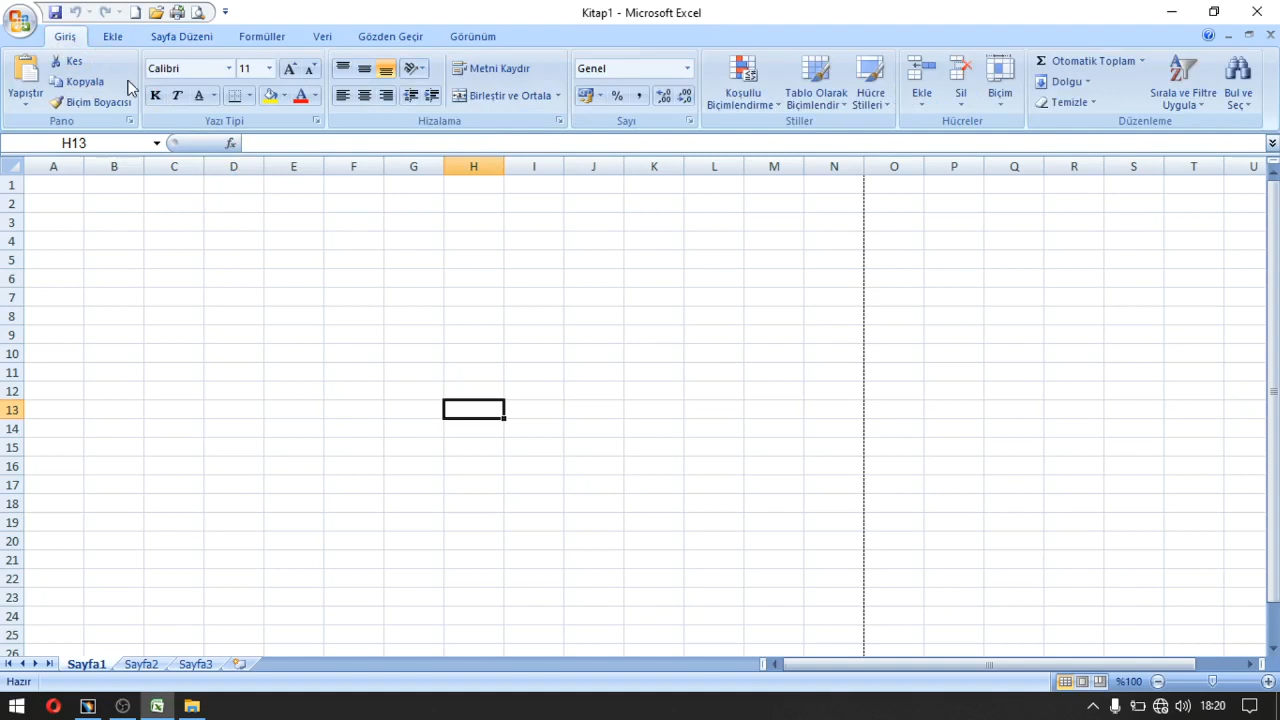 Kitap1 - Microsoft Excel
Giriş Ekle Sayfa Düzeni Formüller Veri Gözden Geçir Görünüm
Yapıştır
Kes
Kopyala
Biçim Boyacısı
Pano
Calibri 11
K T A
Yazı Tipi
Metni Kaydır
Birleştir ve Ortala
Hizalama
Genel
% ,
Sayı
Koşullu Biçimlendirme
Tablo Olarak Biçimlendir
Hücre Stilleri
Stiller
Ekle
Sil
Biçim
Hücreler
Σ Otomatik Toplam
Dolgu
Temizle
Sırala ve Filtre Uygula
Bul ve Seç
Düzenleme
H13 fx
A B C D E F G H I J K L M N O P Q R S T U
1
2
3
4
5
6
7
8
9
10
11
12
13
14
15
16
17
18
19
20
21
22
23
24
25
26
Sayfa1 Sayfa2 Sayfa3
Hazır %100
18:20